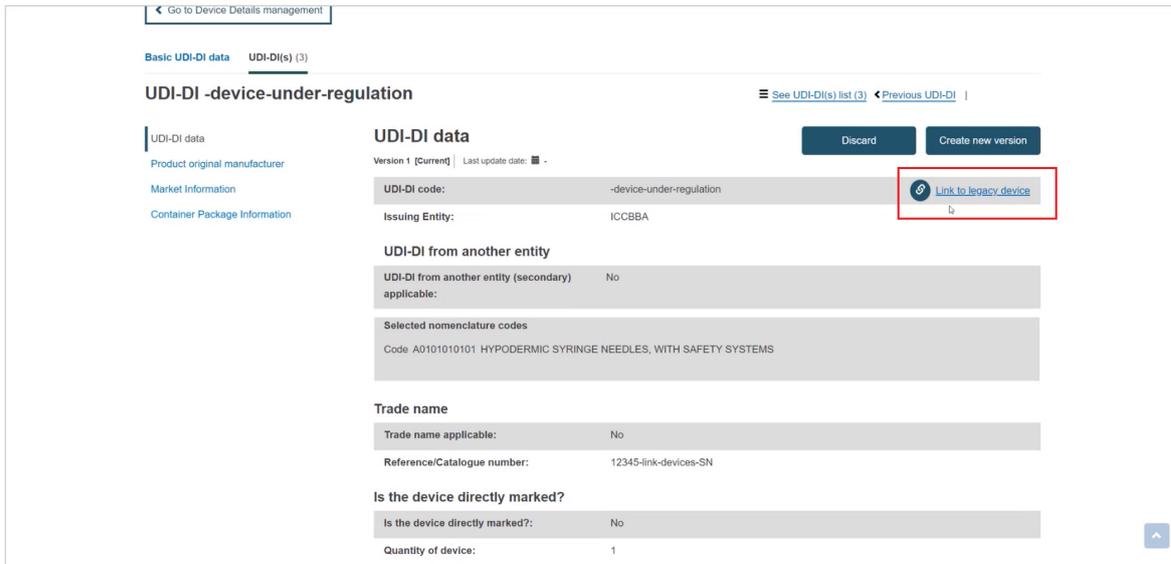 Go to Device Details management
Basic UDI-DI data UDI-DI(s) (3)
UDI-DI -device-under-regulation
See UDI-DI(s) list (3) Previous UDI-DI |
UDI-DI data
Product original manufacturer
Market Information
Container Package Information
UDI-DI data
Discard Create new version
Version 1 [Current] Last update date: -
UDI-DI code: -device-under-regulation Link to legacy device
Issuing Entity: ICCBBA
UDI-DI from another entity
UDI-DI from another entity (secondary) No
applicable:
Selected nomenclature codes
Code A0101010101 HYPODERMIC SYRINGE NEEDLES, WITH SAFETY SYSTEMS
Trade name
Trade name applicable: No
Reference/Catalogue number: 12345-link-devices-SN
Is the device directly marked?
Is the device directly marked?: No
Quantity of device: 1